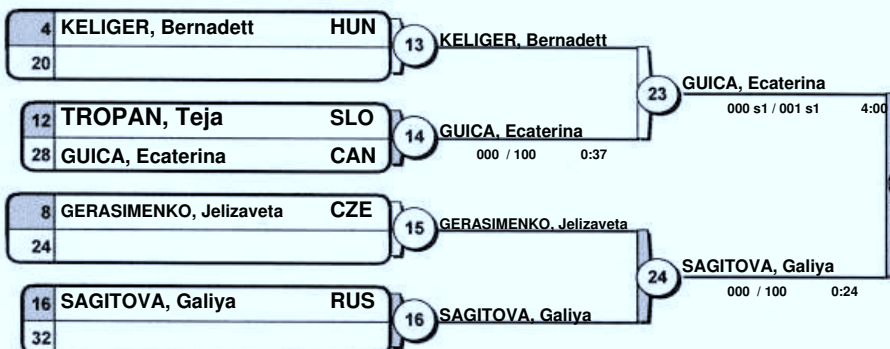 4 KELIGER, Bernadett HUN
20
13
KELIGER, Bernadett
12 TROPAN, Teja SLO
28 GUICA, Ecaterina CAN
14
GUICA, Ecaterina
000 / 100 0:37
23
GUICA, Ecaterina
000 s1 / 001 s1 4:00
8 GERASIMENKO, Jelizaveta CZE
24
15
GERASIMENKO, Jelizaveta
16 SAGITOVA, Galiya RUS
32
16
SAGITOVA, Galiya
24
SAGITOVA, Galiya
000 / 100 0:24